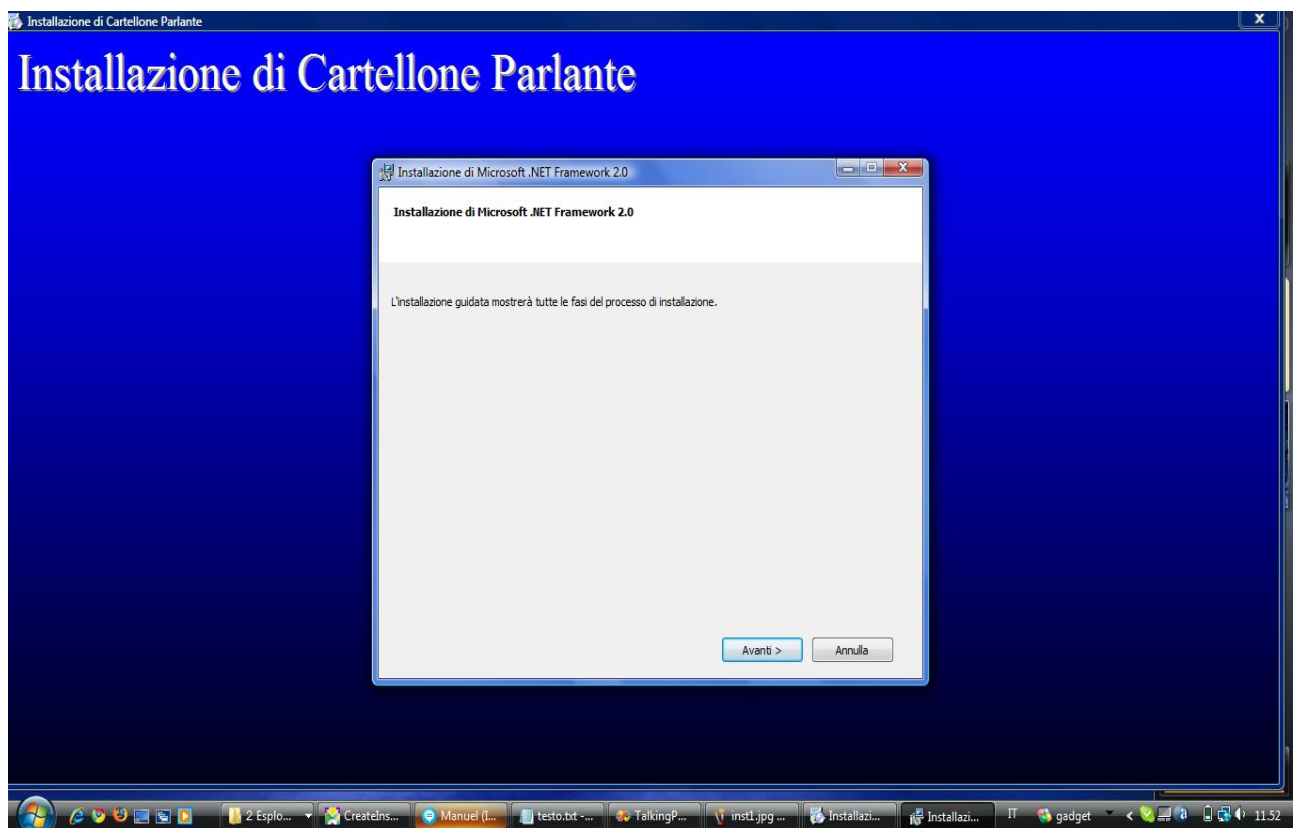 Installazione di Cartellone Parlante
X
Installazione di Cartellone Parlante
Installazione di Microsoft .NET Framework 2.0
Installazione di Microsoft .NET Framework 2.0
L'installazione guidata mostrerà tutte le fasi del processo di installazione.
Avanti > Annulla
2 Esplo... CreateIns... Manuel (I... testo.txt -... TalkingP... inst1.jpg ... Installazi... Installazi... IT gadget < 11.52